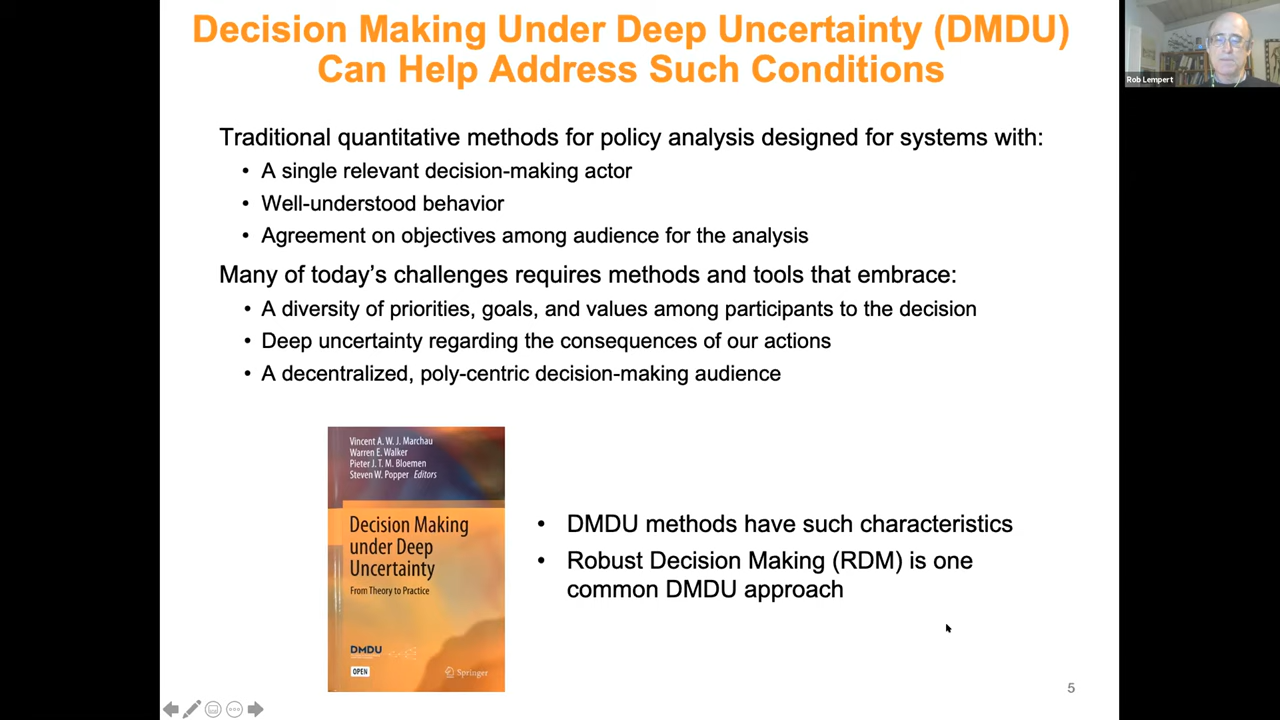 Decision Making Under Deep Uncertainty (DMDU)
Can Help Address Such Conditions
Rob Lempert
Traditional quantitative methods for policy analysis designed for systems with:
• A single relevant decision-making actor
• Well-understood behavior
• Agreement on objectives among audience for the analysis
Many of today's challenges requires methods and tools that embrace:
• A diversity of priorities, goals, and values among participants to the decision
• Deep uncertainty regarding the consequences of our actions
• A decentralized, poly-centric decision-making audience
Vincent A. W. J. Marchau
Warren E. Walker
Pieter J. T. M. Bloemen
Steven W. Popper Editors
Decision Making
under Deep
Uncertainty
From Theory to Practice
DMDU
OPEN
Springer
• DMDU methods have such characteristics
• Robust Decision Making (RDM) is one
common DMDU approach
5